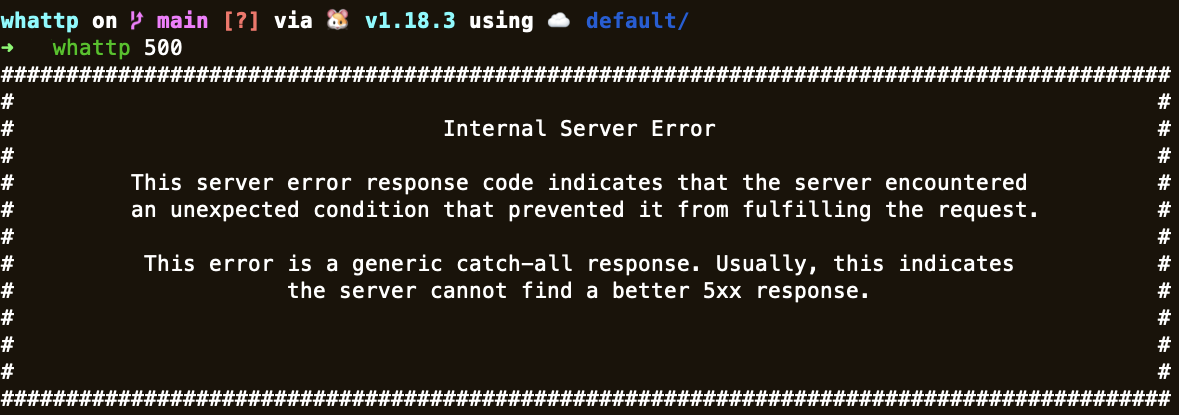 whattp on  main [?] via 🐹 v1.18.3 using ☁️ default/
➜ whattp 500
##########################################################################################
# #
# Internal Server Error #
# #
# This server error response code indicates that the server encountered #
# an unexpected condition that prevented it from fulfilling the request. #
# #
# This error is a generic catch-all response. Usually, this indicates #
# the server cannot find a better 5xx response. #
# #
# #
# #
##########################################################################################